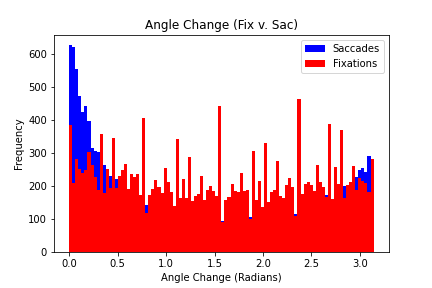 Angle Change (Fix v. Sac)
Saccades
Fixations
Frequency
600
500
400
300
200
100
0
0.0 0.5 1.0 1.5 2.0 2.5 3.0
Angle Change (Radians)